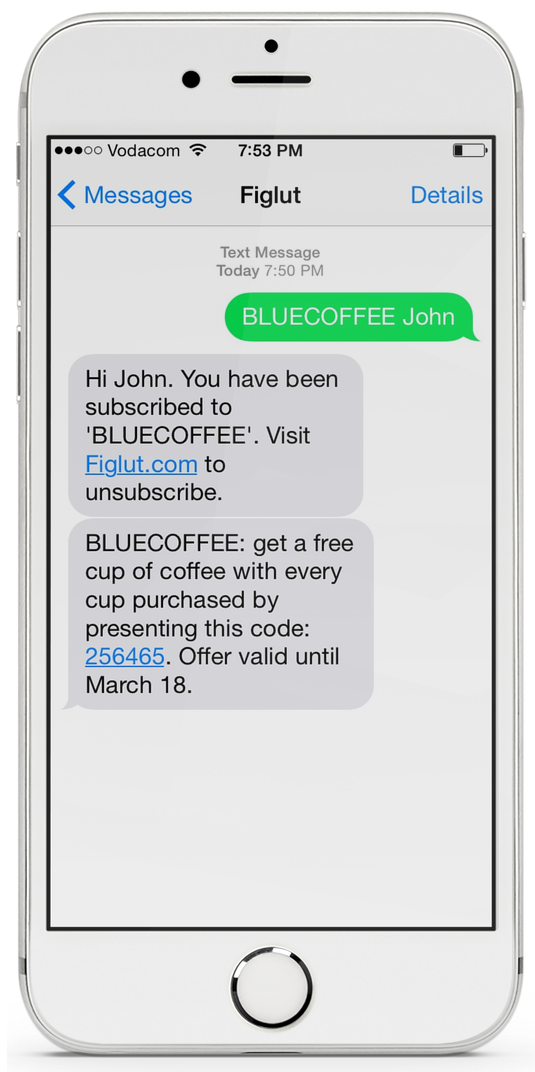 ●●●○○ Vodacom 7:53 PM
Messages Figlut Details
Text Message
Today 7:50 PM
BLUECOFFEE John
Hi John. You have been
subscribed to
'BLUECOFFEE'. Visit
Figlut.com to
unsubscribe.
BLUECOFFEE: get a free
cup of coffee with every
cup purchased by
presenting this code:
256465. Offer valid until
March 18.